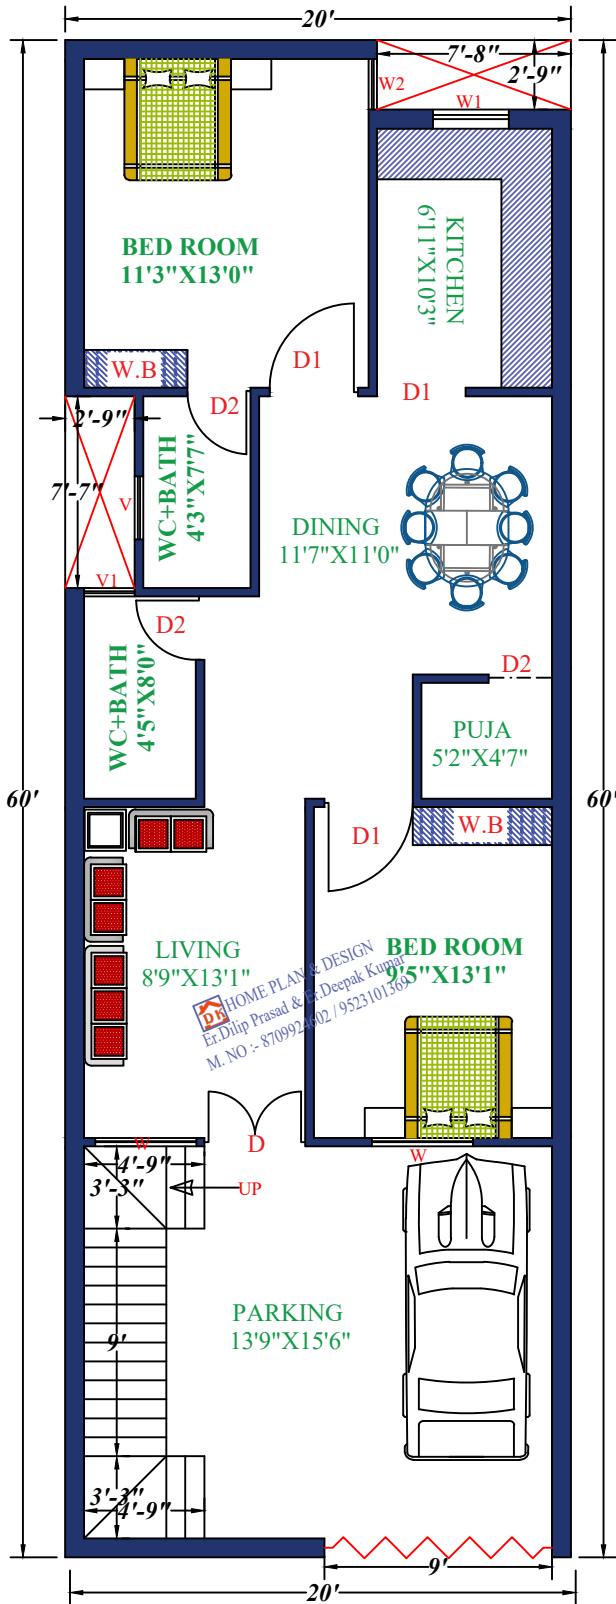 20'
7'-8"
2'-9"
W2
W1
BED ROOM
11'3"X13'0"
KITCHEN
6'11"X10'3"
W.B
D1
D1
D2
2'-9"
7'-7"
V
V1
WC+BATH
4'3"X7'7"
DINING
11'7"X11'0"
D2
WC+BATH
4'5"X8'0"
D2
PUJA
5'2"X4'7"
60'
60'
D1
W.B
LIVING
8'9"X13'1"
BED ROOM
9'5"X13'1"
DK HOME PLAN & DESIGN
Er.Dilip Prasad & Er.Deepak Kumar
M. NO :- 8709924602 / 9523101369
W
D
W
4'-9"
3'-3"
UP
PARKING
13'9"X15'6"
9'
3'-3"
4'-9"
9'
20'